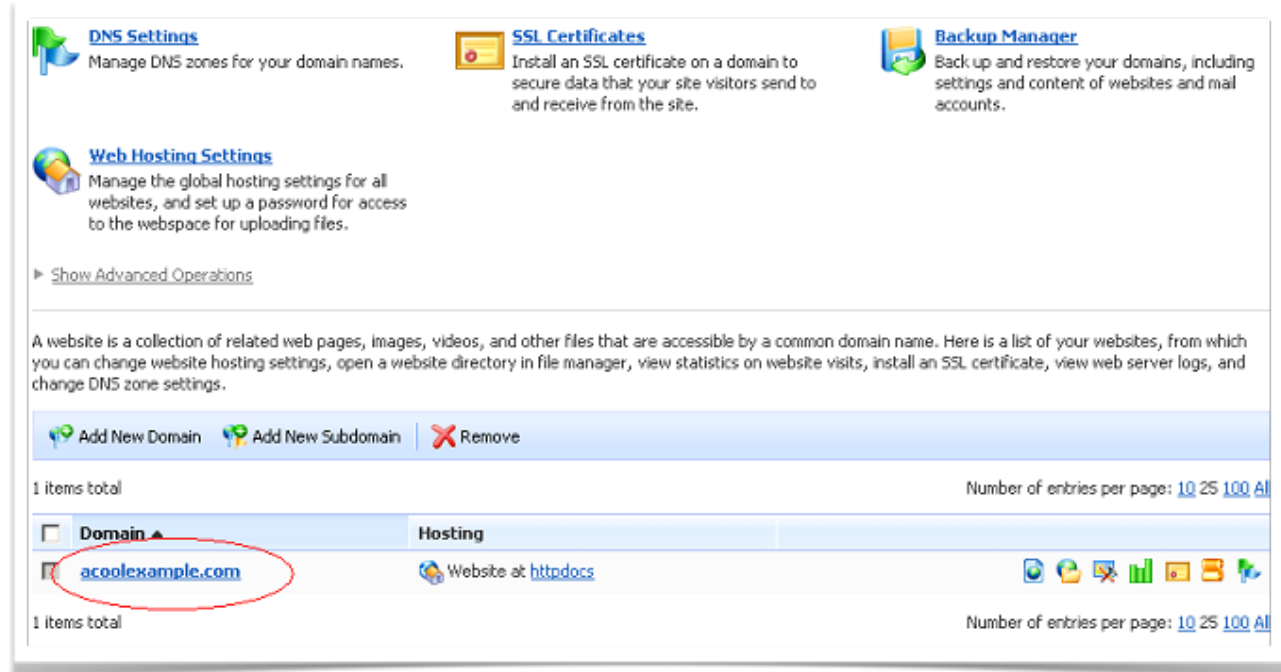 DNS Settings
Manage DNS zones for your domain names.
SSL Certificates
Install an SSL certificate on a domain to
secure data that your site visitors send to
and receive from the site.
Backup Manager
Back up and restore your domains, including
settings and content of websites and mail
accounts.
Web Hosting Settings
Manage the global hosting settings for all
websites, and set up a password for access
to the webspace for uploading files.
Show Advanced Operations
A website is a collection of related web pages, images, videos, and other files that are accessible by a common domain name. Here is a list of your websites, from which
you can change website hosting settings, open a website directory in file manager, view statistics on website visits, install an SSL certificate, view web server logs, and
change DNS zone settings.
Add New Domain Add New Subdomain Remove
1 items total Number of entries per page: 10 25 100 All
Domain Hosting
acoolexample.com Website at httpdocs
1 items total Number of entries per page: 10 25 100 All